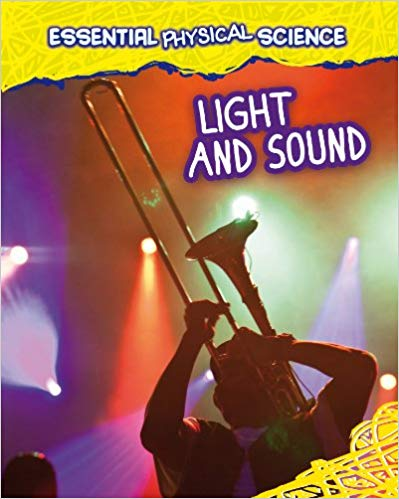 ESSENTIAL PHYSICAL SCIENCE
LIGHT
AND SOUND